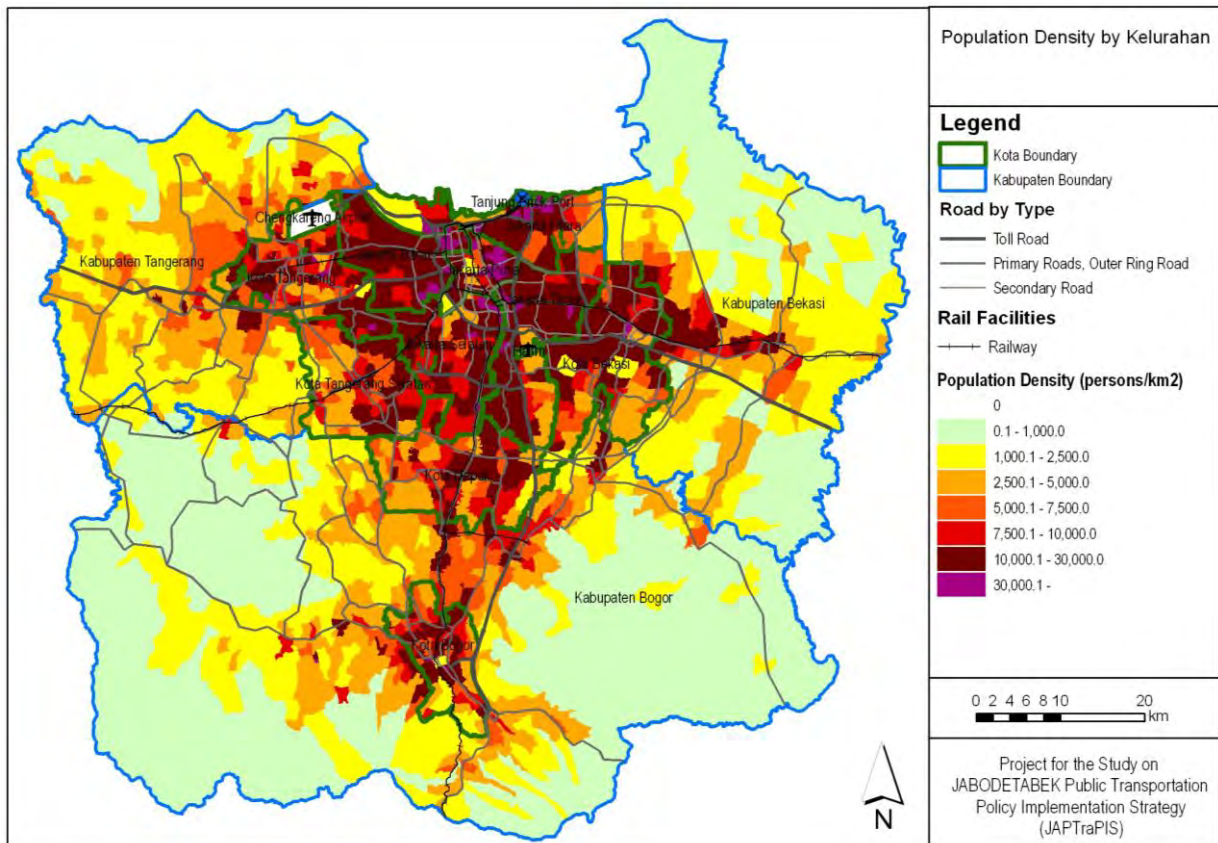 Population Density by Kelurahan
Legend
Kota Boundary
Kabupaten Boundary
Road by Type
Toll Road
Primary Roads, Outer Ring Road
Secondary Road
Rail Facilities
Railway
Population Density (persons/km2)
0
0.1 - 1,000.0
1,000.1 - 2,500.0
2,500.1 - 5,000.0
5,000.1 - 7,500.0
7,500.1 - 10,000.0
10,000.1 - 30,000.0
30,000.1 -
0 2 4 6 8 10 20
km
Project for the Study on
JABODETABEK Public Transportation
Policy Implementation Strategy
(JAPTraPIS)
N
Kabupaten Tangerang
Kota Tangerang
Kota Bekasi
Kabupaten Bekasi
Kabupaten Bogor
Kota Bogor